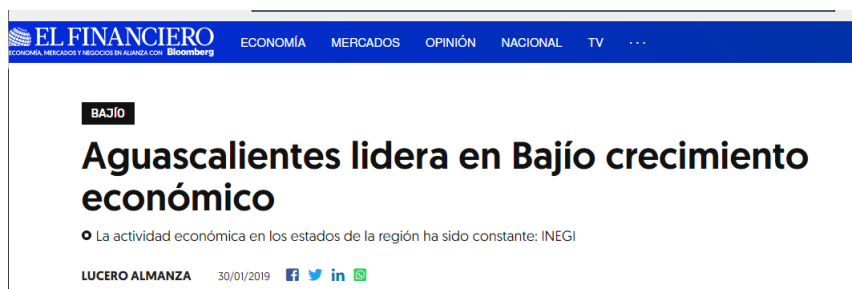 EL FINANCIERO
ECONOMÍA, MERCADOS Y NEGOCIOS EN ALIANZA CON Bloomberg
ECONOMÍA MERCADOS OPINIÓN NACIONAL TV ...
BAJÍO
Aguascalientes lidera en Bajío crecimiento
económico
La actividad económica en los estados de la región ha sido constante: INEGI
LUCERO ALMANZA 30/01/2019